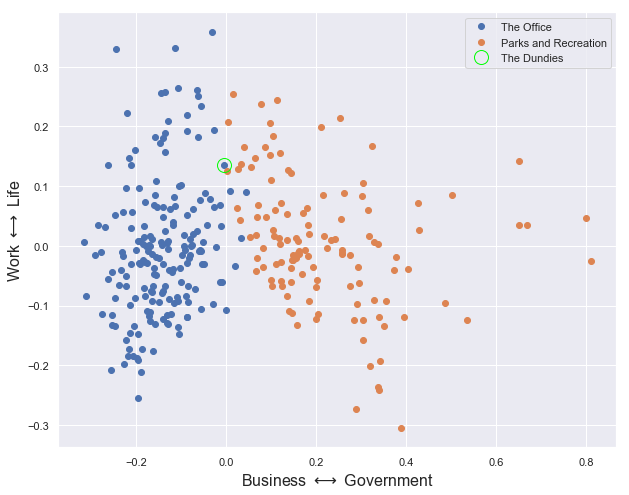 The Office
Parks and Recreation
The Dundies
0.3
0.2
0.1
0.0
−0.1
−0.2
−0.3
Work ⟷ Life
−0.2
0.0
0.2
0.4
0.6
0.8
Business ⟷ Government